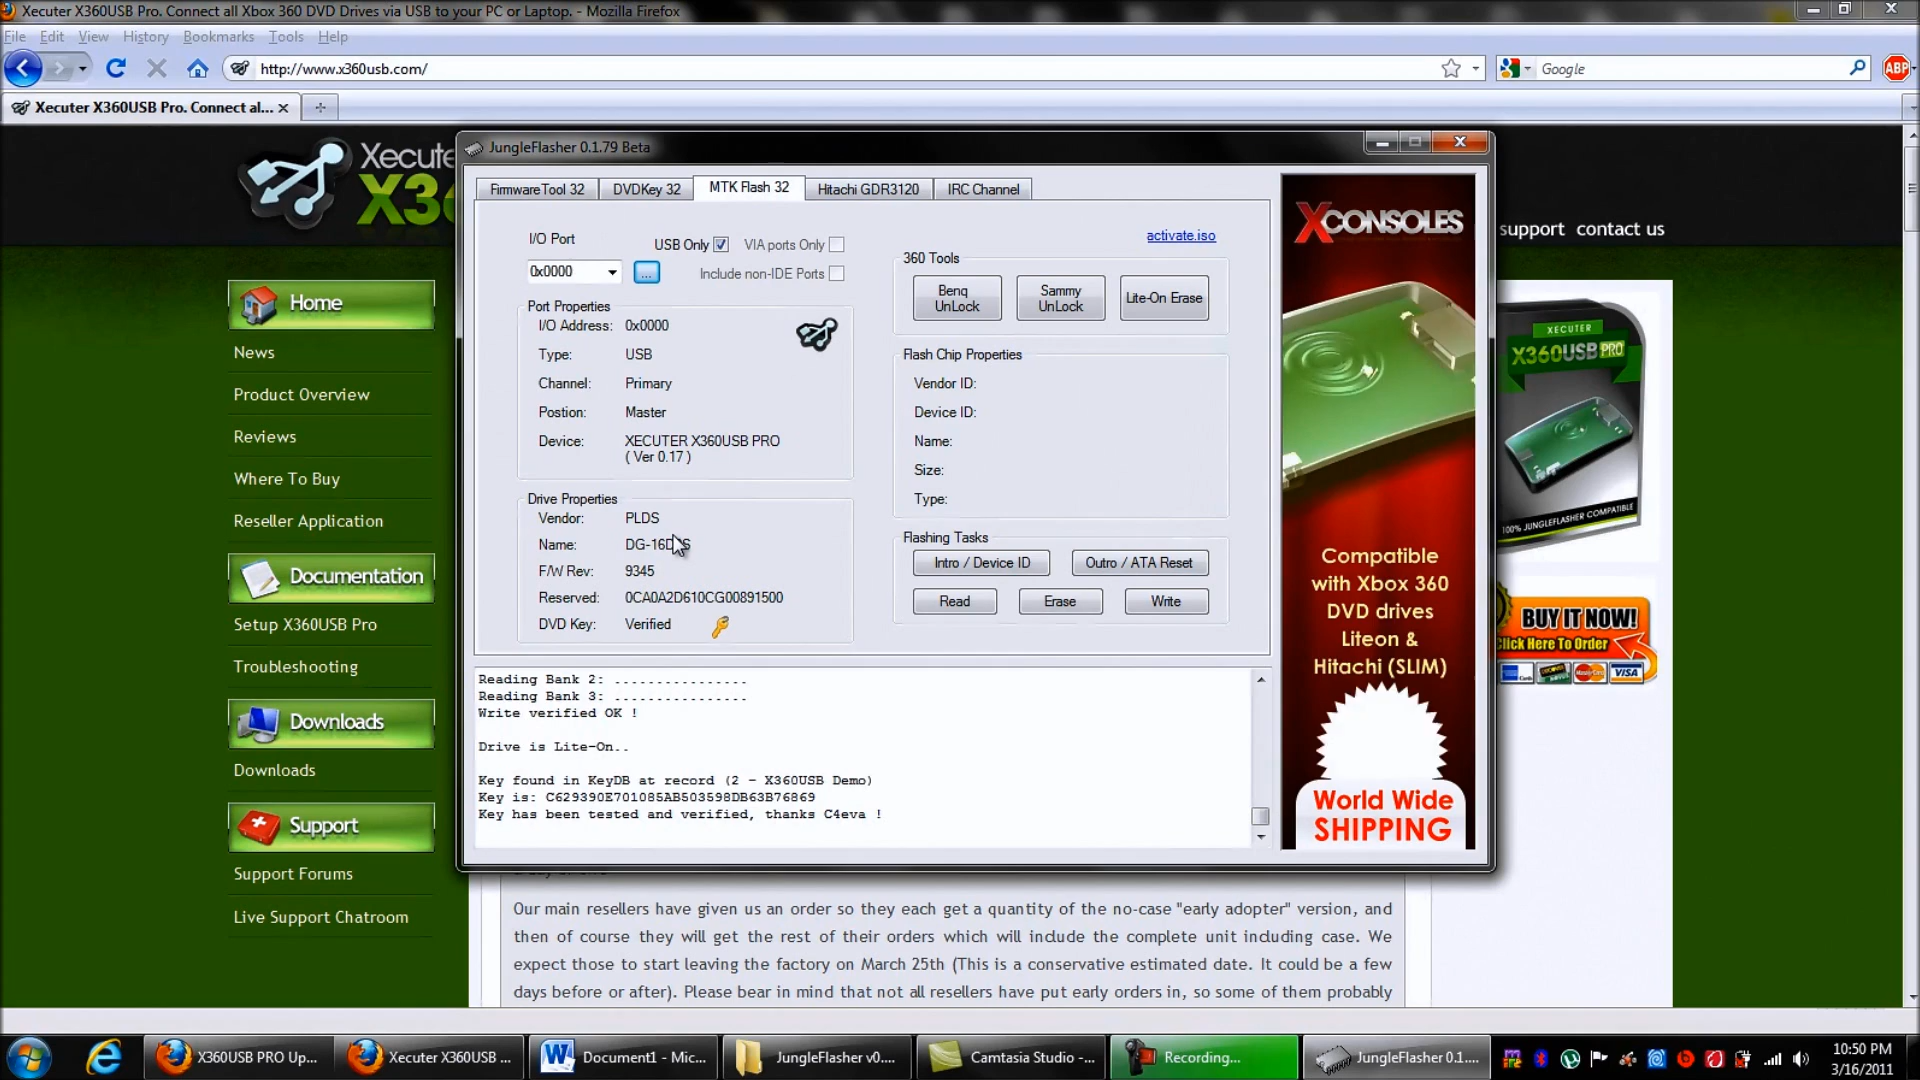 Xecuter X360USB Pro. Connect all Xbox 360 DVD Drives via USB to your PC or Laptop. - Mozilla Firefox
File Edit View History Bookmarks Tools Help
http://www.x360usb.com/
Google
ABP
Xecuter X360USB Pro. Connect al...
JungleFlasher 0.1.79 Beta
FirmwareTool 32 DVDKey 32 MTK Flash 32 Hitachi GDR3120 IRC Channel
support contact us
Home
News
Product Overview
Reviews
Where To Buy
Reseller Application
Documentation
Setup X360USB Pro
Troubleshooting
Downloads
Downloads
Support
Support Forums
Live Support Chatroom
I/O Port
USB Only VIA ports Only
0x0000 ... Include non-IDE Ports
Port Properties
I/O Address: 0x0000
Type: USB
Channel: Primary
Postion: Master
Device: XECUTER X360USB PRO
( Ver 0.17 )
Drive Properties
Vendor: PLDS
Name:
F/W Rev: 9345
Reserved: 0CA0A2D610CG00891500
DVD Key: Verified
activate.iso
360 Tools
Benq UnLock
Sammy UnLock
Lite-On Erase
Flash Chip Properties
Vendor ID:
Device ID:
Name:
Size:
Type:
Flashing Tasks
Intro / Device ID Outro / ATA Reset
Read Erase Write
Reading Bank 2: ................
Reading Bank 3: ................
Write verified OK !
Drive is Lite-On..
Key found in KeyDB at record (2 - X360USB Demo)
Key is: C629390E701085AB503598DB63B76869
Key has been tested and verified, thanks C4eva !
XCONSOLES
Compatible
with Xbox 360
DVD drives
Liteon &
Hitachi (SLIM)
World Wide
SHIPPING
XECUTER
X360USB PRO
100% JUNGLEFLASHER COMPATIBLE
BUY IT NOW!
Click Here To Order
VISA
Our main resellers have given us an order so they each get a quantity of the no-case "early adopter" version, and
then of course they will get the rest of their orders which will include the complete unit including case. We
expect those to start leaving the factory on March 25th (This is a conservative estimated date. It could be a few
days before or after). Please bear in mind that not all resellers have put early orders in, so some of them probably
X360USB PRO Up...
Xecuter X360USB ...
Document1 - Mic...
JungleFlasher v0....
Camtasia Studio -...
Recording...
JungleFlasher 0.1....
10:50 PM
3/16/2011